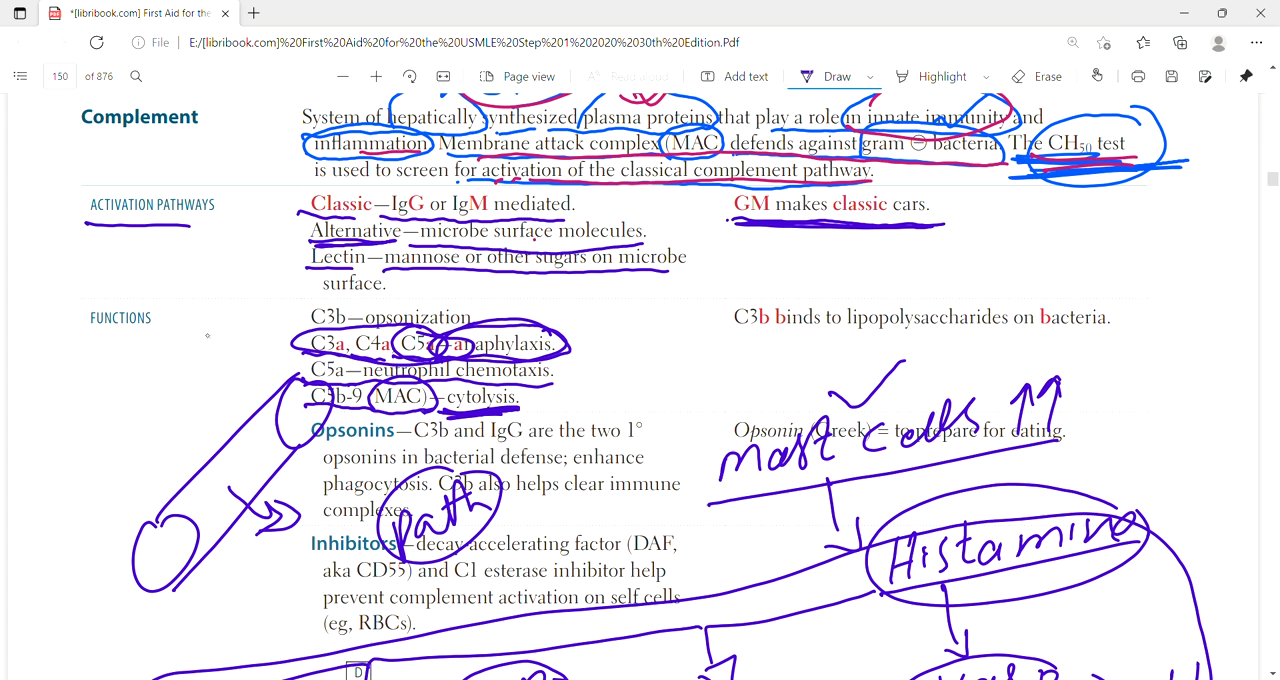 *[libribook.com] First Aid for the
File E:/[libribook.com]%20First%20Aid%20for%20the%20USMLE%20Step%201%202020%2030th%20Edition.Pdf
150 of 876 Page view Read aloud Add text Draw Highlight Erase
Complement
System of hepatically synthesized plasma proteins that play a role in innate immunity and
inflammation. Membrane attack complex (MAC) defends against gram ⊖ bacteria. The CH50 test
is used to screen for activation of the classical complement pathway.
ACTIVATION PATHWAYS
Classic—IgG or IgM mediated.
Alternative—microbe surface molecules.
Lectin—mannose or other sugars on microbe
surface.
GM makes classic cars.
FUNCTIONS
C3b—opsonization.
C3a, C4a, C5a—anaphylaxis.
C5a—neutrophil chemotaxis.
C5b-9 (MAC)—cytolysis.
C3b binds to lipopolysaccharides on bacteria.
Opsonins—C3b and IgG are the two 1°
opsonins in bacterial defense; enhance
phagocytosis. C3b also helps clear immune
complexes.
Opsonin (Greek) = to prepare for eating.
mast cells
path
Histamine
Inhibitors—decay-accelerating factor (DAF,
aka CD55) and C1 esterase inhibitor help
prevent complement activation on self cells
(eg, RBCs).
D